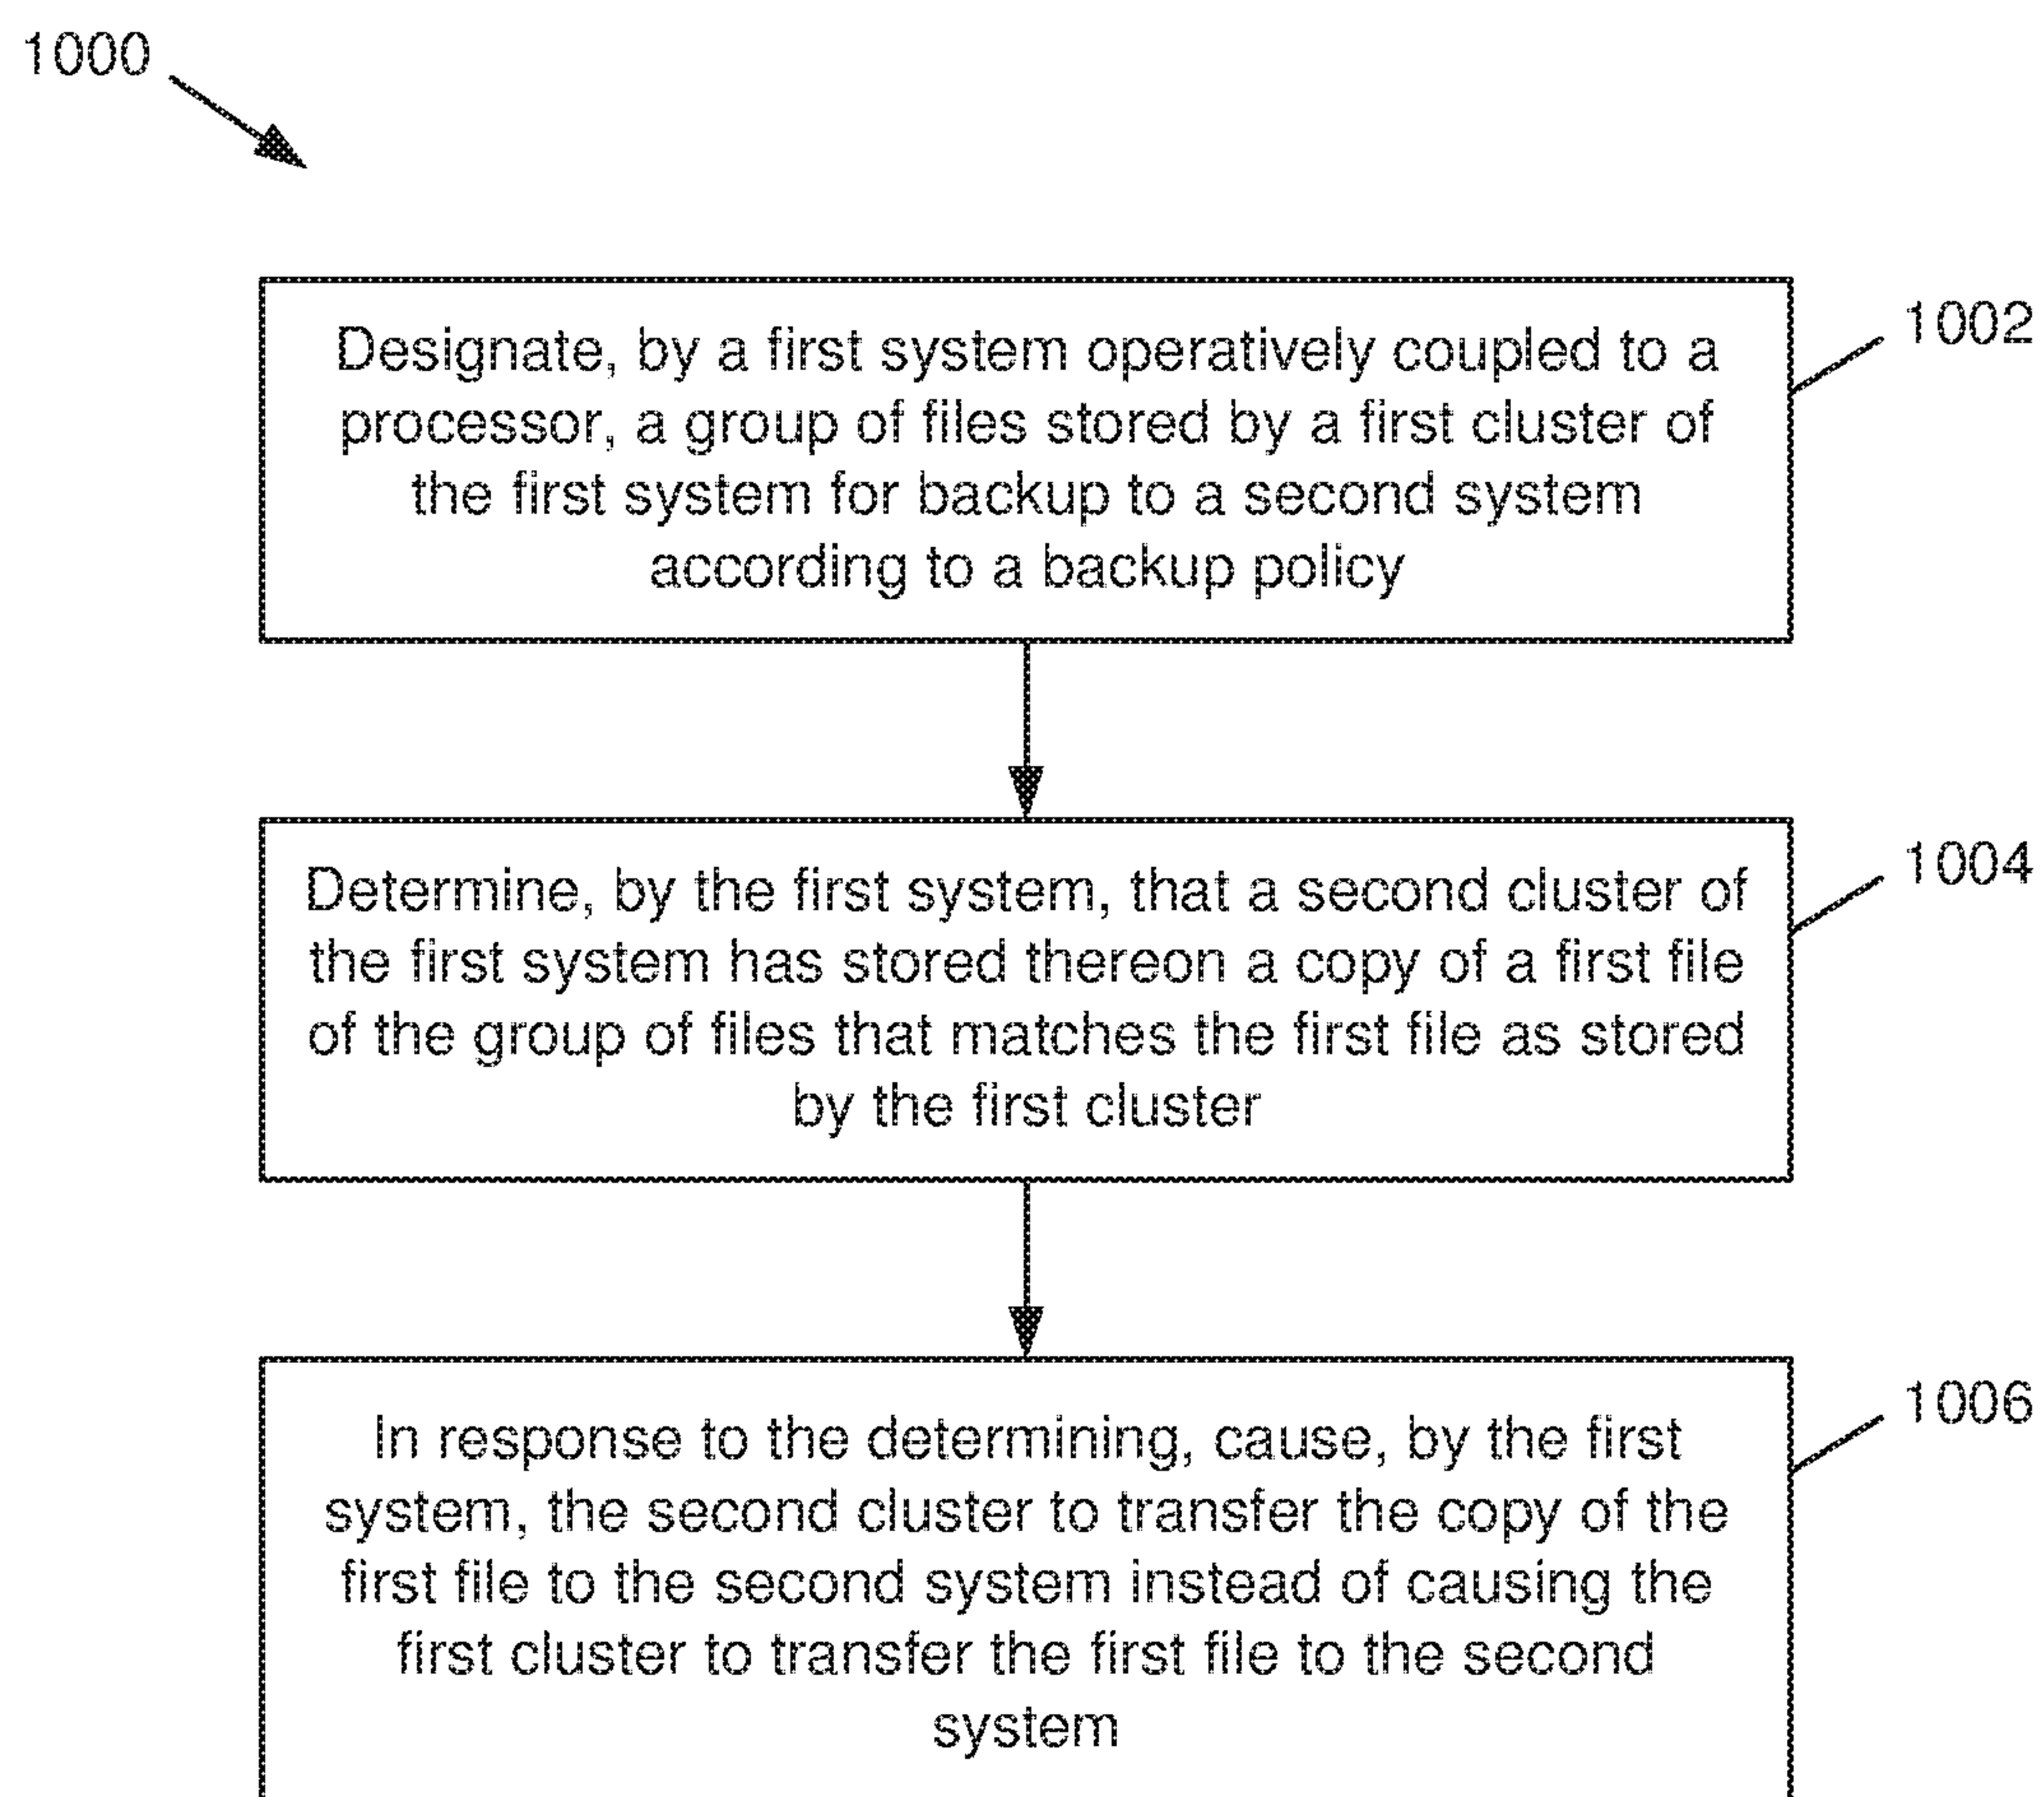 1000
Designate, by a first system operatively coupled to a
processor, a group of files stored by a first cluster of
the first system for backup to a second system
according to a backup policy
1002
Determine, by the first system, that a second cluster of
the first system has stored thereon a copy of a first file
of the group of files that matches the first file as stored
by the first cluster
1004
In response to the determining, cause, by the first
system, the second cluster to transfer the copy of the
first file to the second system instead of causing the
first cluster to transfer the first file to the second
system
1006